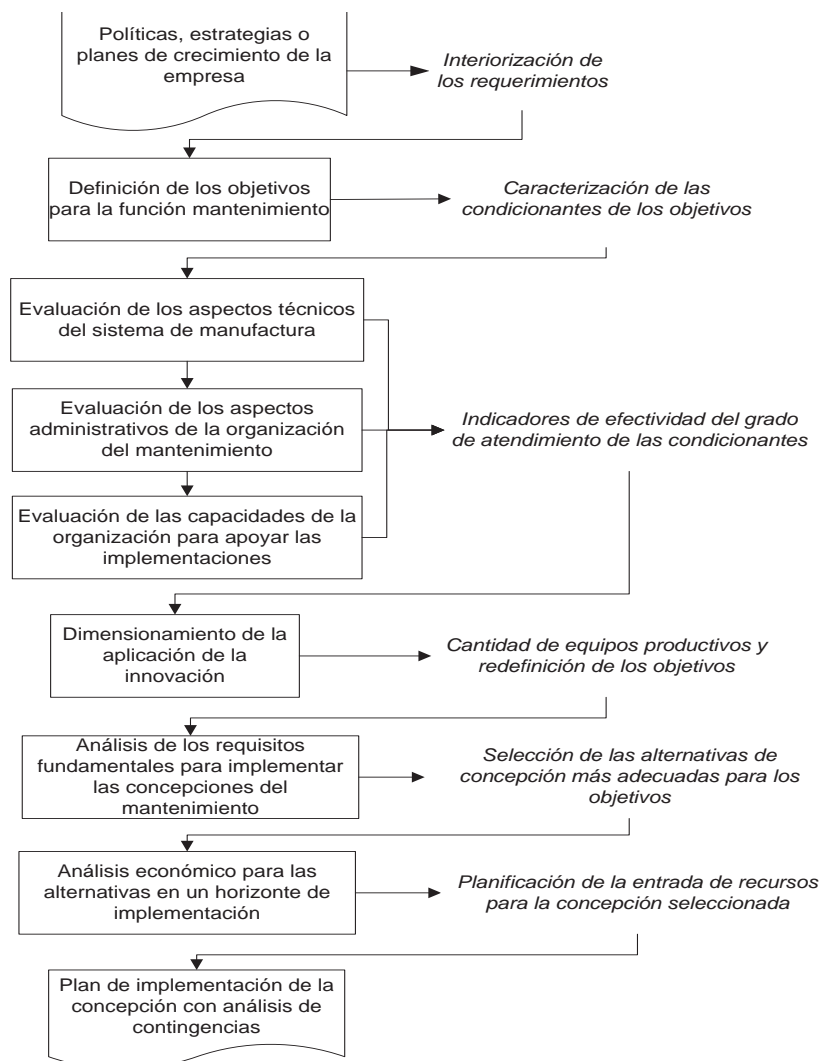 Políticas, estrategias o
planes de crecimiento de la
empresa
Interiorización de
los requerimientos
Definición de los objetivos
para la función mantenimiento
Caracterización de las
condicionantes de los objetivos
Evaluación de los aspectos técnicos
del sistema de manufactura
Evaluación de los aspectos
administrativos de la organización
del mantenimiento
Indicadores de efectividad del grado
de atendimiento de las condicionantes
Evaluación de las capacidades de la
organización para apoyar las
implementaciones
Dimensionamiento de la
aplicación de la
innovación
Cantidad de equipos productivos y
redefinición de los objetivos
Análisis de los requisitos
fundamentales para implementar
las concepciones del
mantenimiento
Selección de las alternativas de
concepción más adecuadas para los
objetivos
Análisis económico para las
alternativas en un horizonte de
implementación
Planificación de la entrada de recursos
para la concepción seleccionada
Plan de implementación de la
concepción con análisis de
contingencias